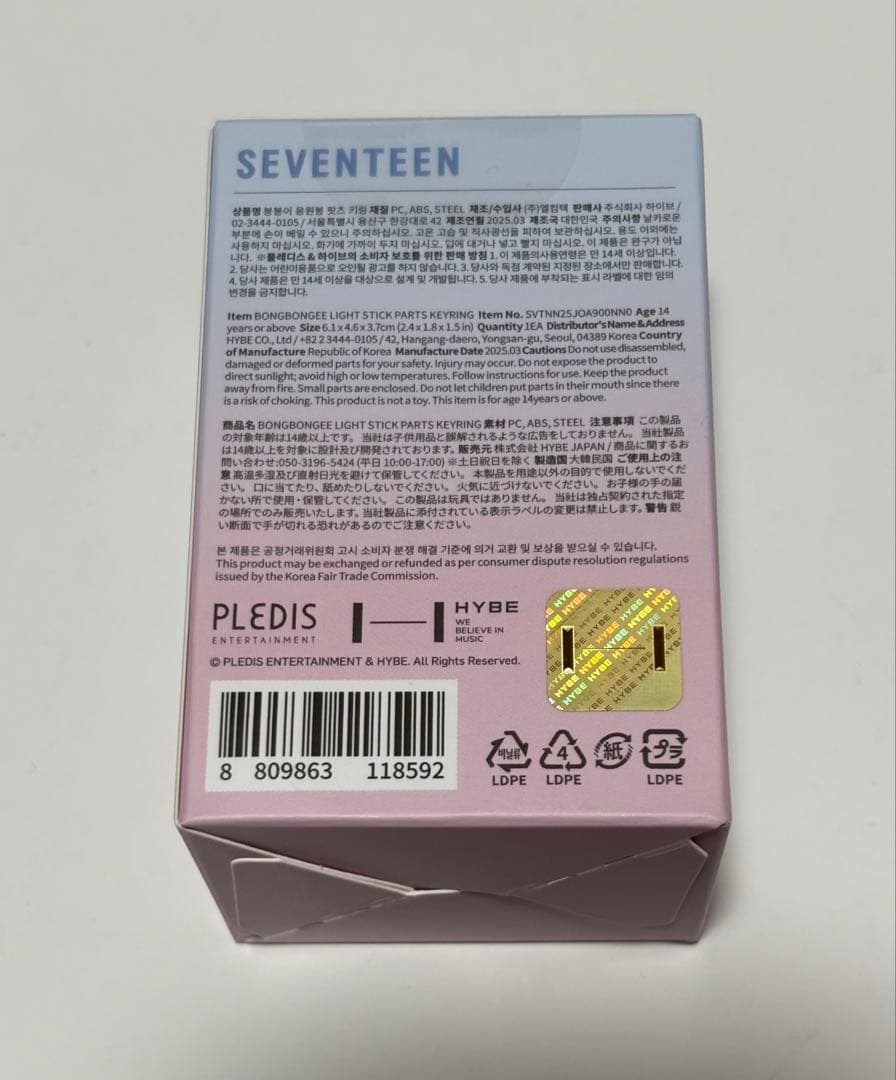 SEVENTEEN
상품명 봉봉이 응원봉 팟츠 키링 재질 PC, ABS, STEEL 제조/수입사 (주)엘컴텍 판매사 주식회사 하이브 /
02-3444-0105 / 서울특별시 용산구 한강대로 42 제조연월 2025.03 제조국 대한민국 주의사항 날카로운
부분에 손이 베일 수 있으니 주의하십시오. 고온 고습 및 직사광선을 피하여 보관하십시오. 용도 이외에는
사용하지 마십시오. 화기에 가까이 두지 마십시오. 입에 대거나 넣고 빨지 마십시오. 이 제품은 완구가 아닙
니다. ※플레디스 & 하이브의 소비자 보호를 위한 판매 방침 1. 이 제품의사용연령은 만 14세 이상입니다.
2. 당사는 어린이용품으로 오인될 광고를 하지 않습니다. 3. 당사와 독점 계약된 지정된 장소에서만 판매합니다.
4. 당사 제품은 만 14세 이상을 대상으로 설계 및 개발됩니다. 5. 당사 제품에 부착되는 표시 라벨에 대한 임의
변경을 금지합니다.
Item BONGBONGEE LIGHT STICK PARTS KEYRING Item No. SVTNN25JOA900NN0 Age 14
years or above Size 6.1 x 4.6 x 3.7cm (2.4 x 1.8 x 1.5 in) Quantity 1EA Distributor's Name & Address
HYBE CO., Ltd / +82 2 3444-0105 / 42, Hangang-daero, Yongsan-gu, Seoul, 04389 Korea Country
of Manufacture Republic of Korea Manufacture Date 2025.03 Cautions Do not use disassembled,
damaged or deformed parts for your safety. Injury may occur. Do not expose the product to
direct sunlight; avoid high or low temperatures. Follow instructions for use. Keep the product
away from fire. Small parts are enclosed. Do not let children put parts in their mouth since there
is a risk of choking. This product is not a toy. This item is for age 14years or above.
商品名 BONGBONGEE LIGHT STICK PARTS KEYRING 素材 PC, ABS, STEEL 注意事項 この製品
の対象年齢は14歳以上です。 当社は子供用品と誤解されるような広告をしておりません。 当社製品
は14歳以上を対象に設計及び開発されております。販売元 株式会社 HYBE JAPAN / 商品に関するお
問い合わせ:050-3196-5424 (平日 10:00-17:00) ※土日祝日を除く 製造国 大韓民国 ご使用上の注
意 高温多湿及び直射日光を避けて保管してください。 本製品を用途以外の目的で使用しないでくだ
さい。 口に当てたり、舐めたりしないでください。 火気に近づけないでください。 お子様の手の届
かない所で使用・保管してください。 この製品は玩具ではありません。 当社は独占契約された指定
の場所でのみ販売いたします。当社製品に添付されている表示ラベルの変更は禁止します。警告 鋭
い断面で手が切れる恐れがあるのでご注意ください。
본 제품은 공정거래위원회 고시 소비자 분쟁 해결 기준에 의거 교환 및 보상을 받으실 수 있습니다.
This product may be exchanged or refunded as per consumer dispute resolution regulations
issued by the Korea Fair Trade Commission.
PLEDIS
ENTERTAINMENT
HYBE
WE
BELIEVE IN
MUSIC
© PLEDIS ENTERTAINMENT & HYBE. All Rights Reserved.
HYBE HYBE HYBE
8 809863 118592
비닐류
LDPE
4
LDPE
紙
プラ
LDPE